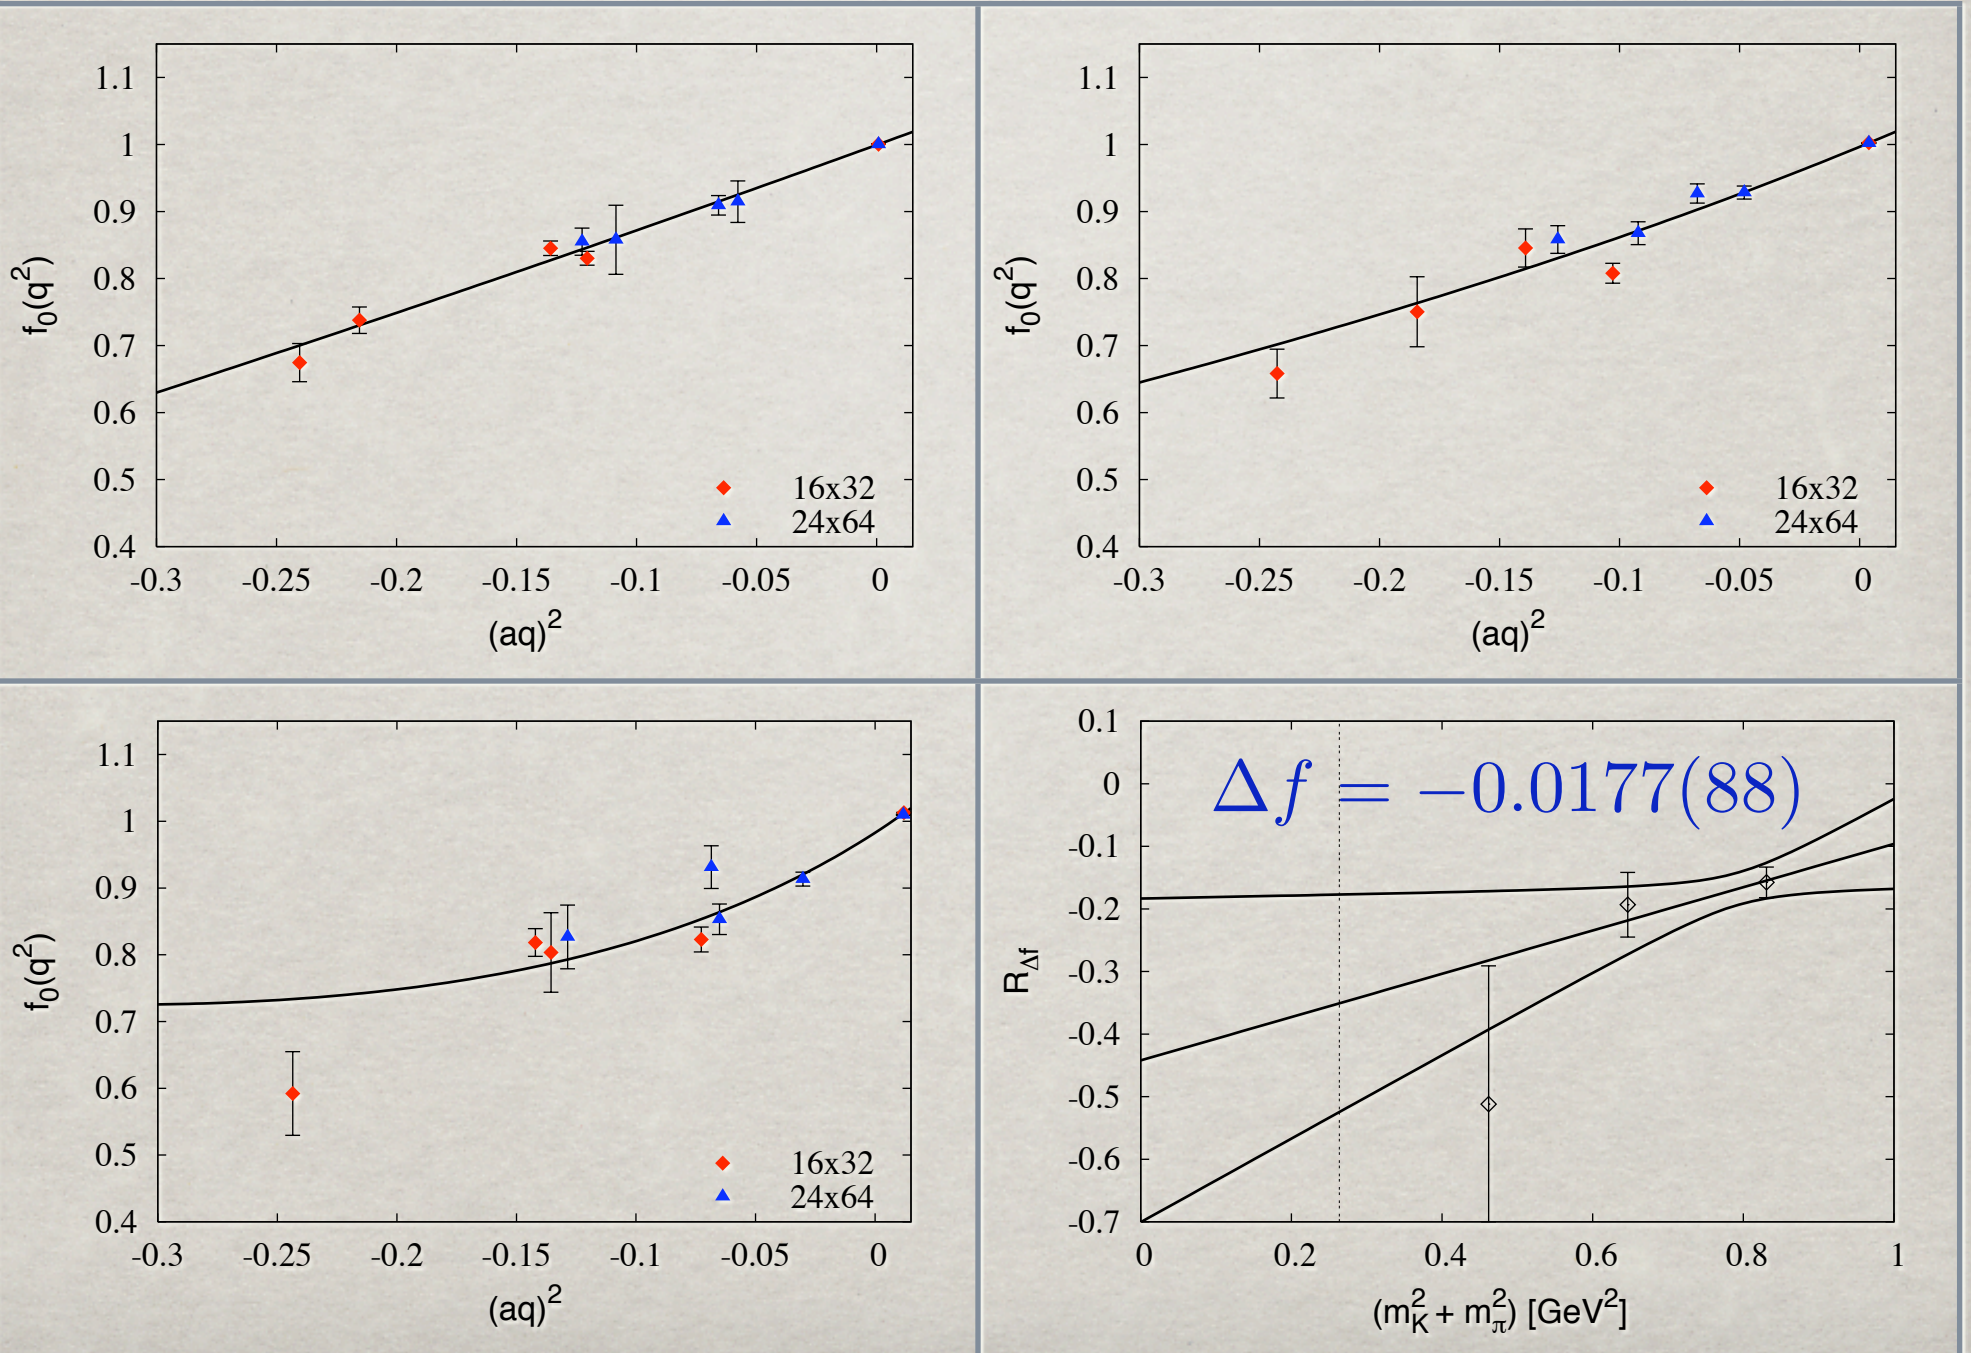 1.1
1
0.9
0.8
0.7
0.6
0.5
0.4
f₀(q²)
16x32
24x64
-0.3 -0.25 -0.2 -0.15 -0.1 -0.05 0
(aq)²
1.1
1
0.9
0.8
0.7
0.6
0.5
0.4
f₀(q²)
16x32
24x64
-0.3 -0.25 -0.2 -0.15 -0.1 -0.05 0
(aq)²
1.1
1
0.9
0.8
0.7
0.6
0.5
0.4
f₀(q²)
16x32
24x64
-0.3 -0.25 -0.2 -0.15 -0.1 -0.05 0
(aq)²
Δf = −0.0177(88)
0.1
0
-0.1
-0.2
-0.3
-0.4
-0.5
-0.6
-0.7
R_Δf
0 0.2 0.4 0.6 0.8 1
(m_K² + m_π²) [GeV²]